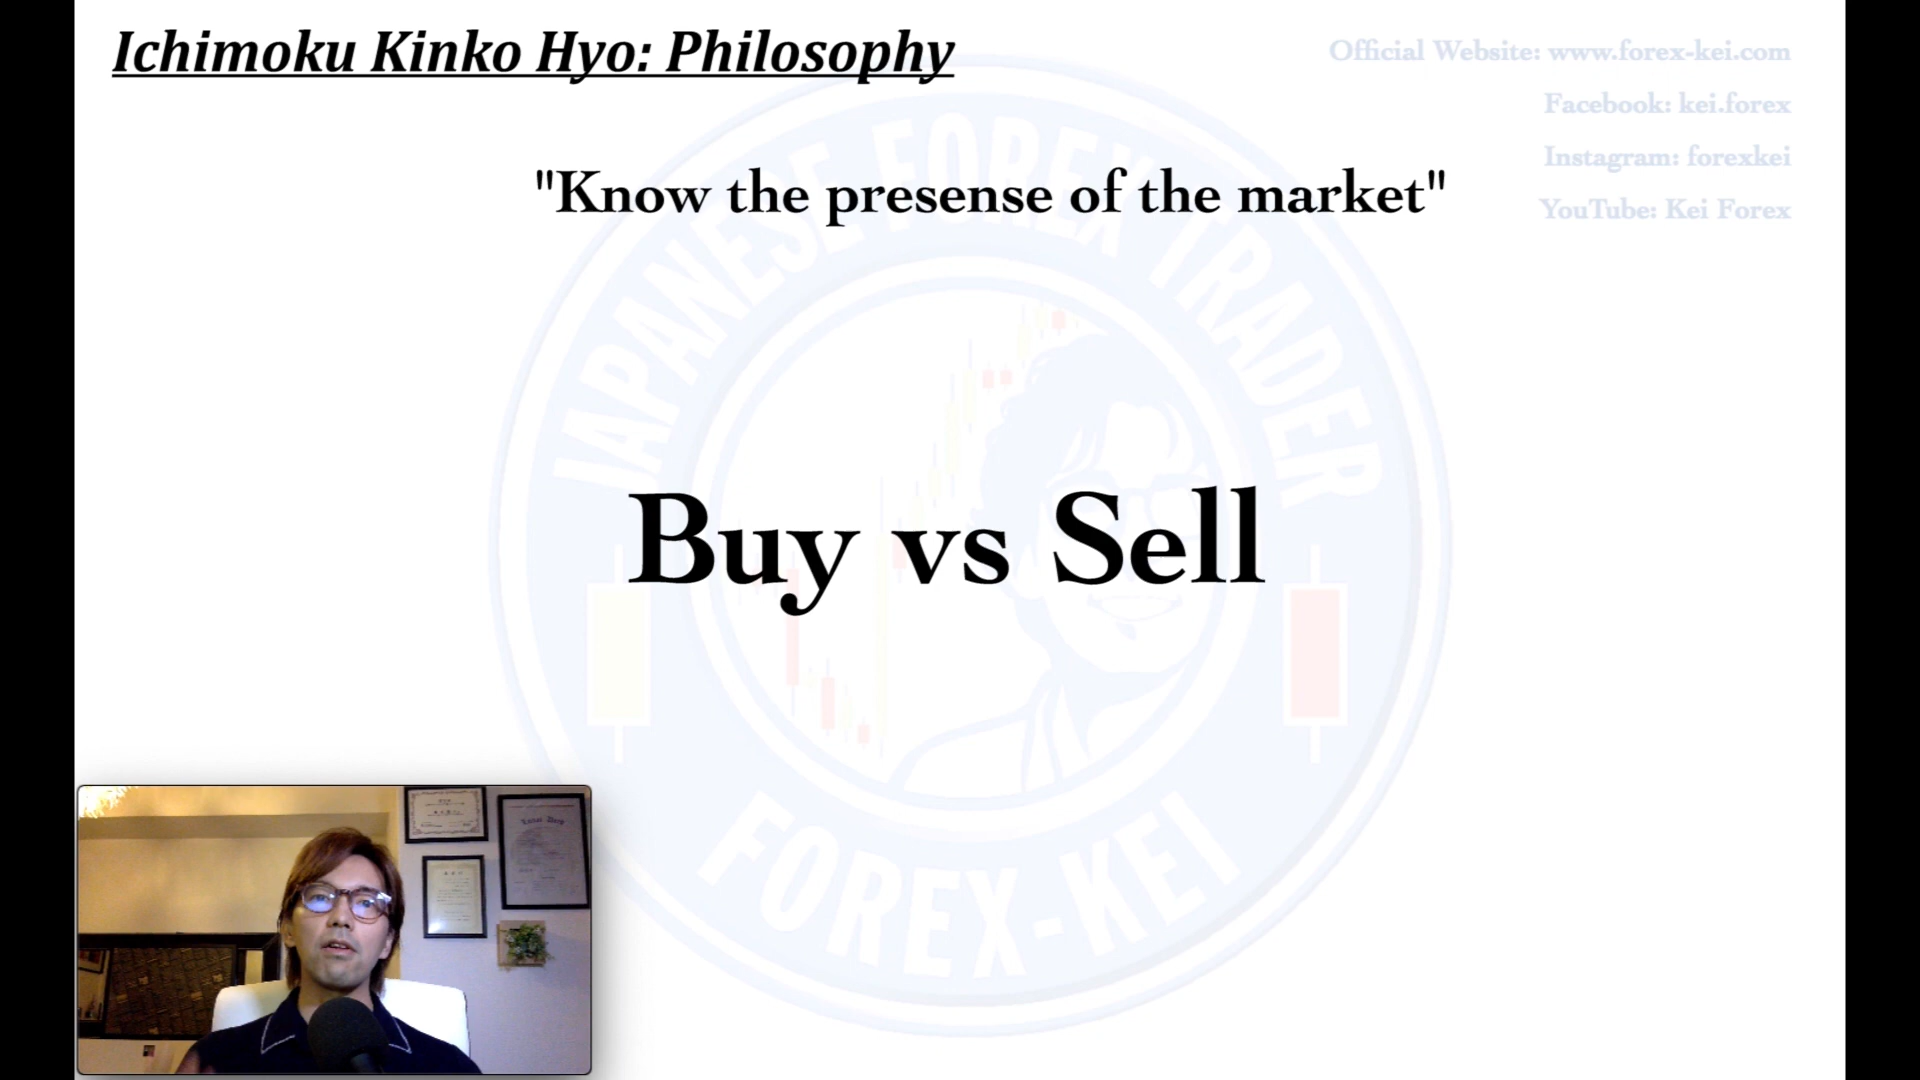 Ichimoku Kinko Hyo: Philosophy
Official Website: www.forex-kei.com
Facebook: kei.forex
Instagram: forexkei
YouTube: Kei Forex
"Know the presense of the market"
JAPANESE FOREX TRADER
Buy vs Sell
FOREX-KEI